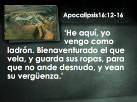 Apocalipsis16:12-16
'He aquí, yo
vengo como
ladrón. Bienaventurado el que
vela, y guarda sus ropas, para
que no ande desnudo, y vean
su vergüenza.'